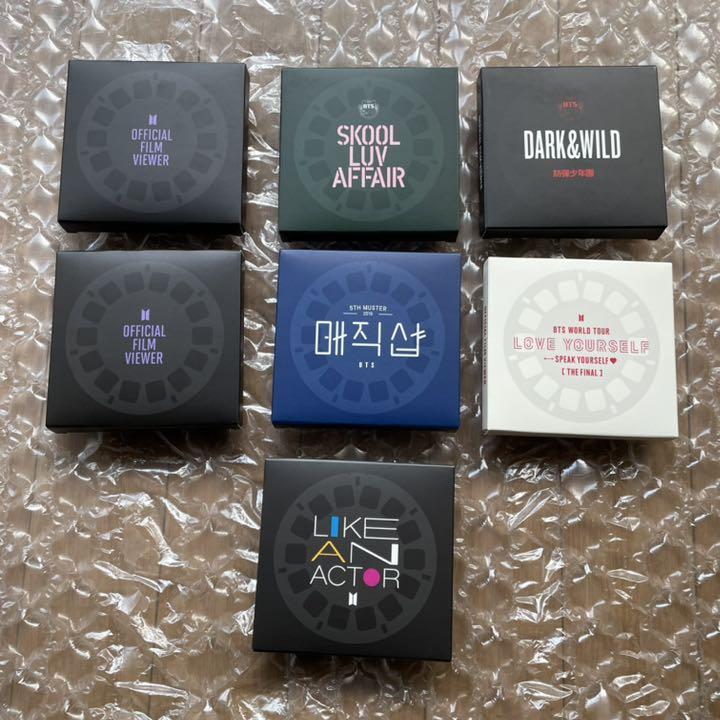 OFFICIAL
FILM
VIEWER
BTS
SKOOL
LUV
AFFAIR
BTS
DARK&WILD
防弾少年團
OFFICIAL
FILM
VIEWER
5TH MUSTER
2019
매직샵
BTS
BTS WORLD TOUR
LOVE YOURSELF
SPEAK YOURSELF
[THE FINAL]
LIKE
AN
ACTOR